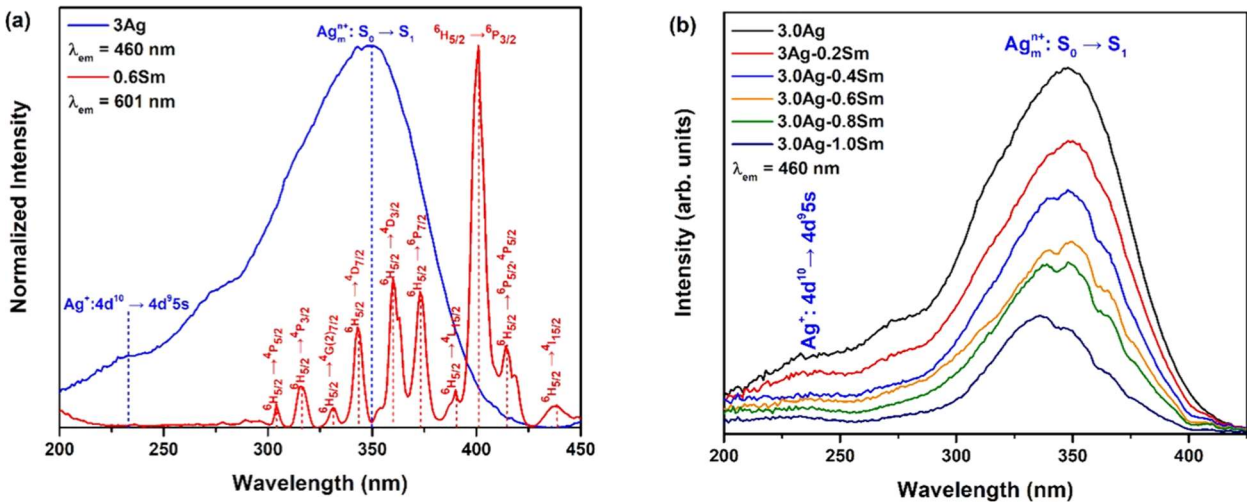 (a)
3Ag
λem = 460 nm
0.6Sm
λem = 601 nm
Agmn+: S0 → S1
6H5/2 →6P3/2
Ag+:4d10 → 4d95s
6H5/2→4P5/2
6H5/2→4P3/2
6H5/2→4G(2)7/2
6H5/2→4D7/2
6H5/2→4D3/2
6H5/2→6P7/2
6H5/2→4L15/2
6H5/2→6P5/2, 4P5/2
6H5/2→4I15/2
Normalized Intensity
200 250 300 350 400 450
Wavelength (nm)
(b)
3.0Ag
3Ag-0.2Sm
3.0Ag-0.4Sm
3.0Ag-0.6Sm
3.0Ag-0.8Sm
3.0Ag-1.0Sm
λem = 460 nm
Agmn+: S0 → S1
Ag+: 4d10→ 4d95s
Intensity (arb. units)
200 250 300 350 400
Wavelength (nm)